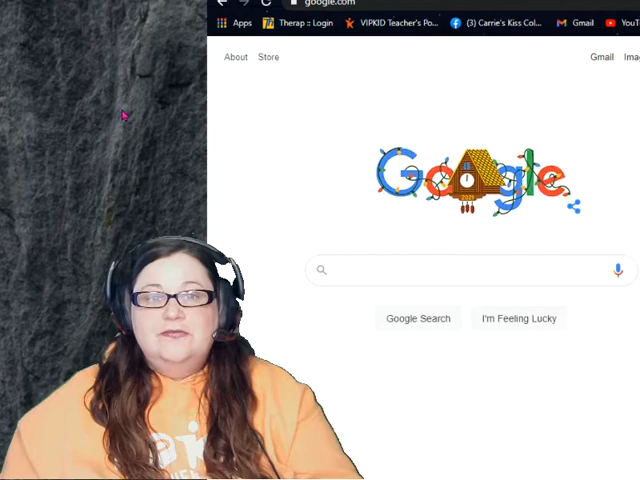 google.com
Apps Therap :: Login VIPKID Teacher's Po... (3) Carrie's Kiss Col... Gmail YouT
About Store Gmail Imag
Google
2021
Google Search I'm Feeling Lucky